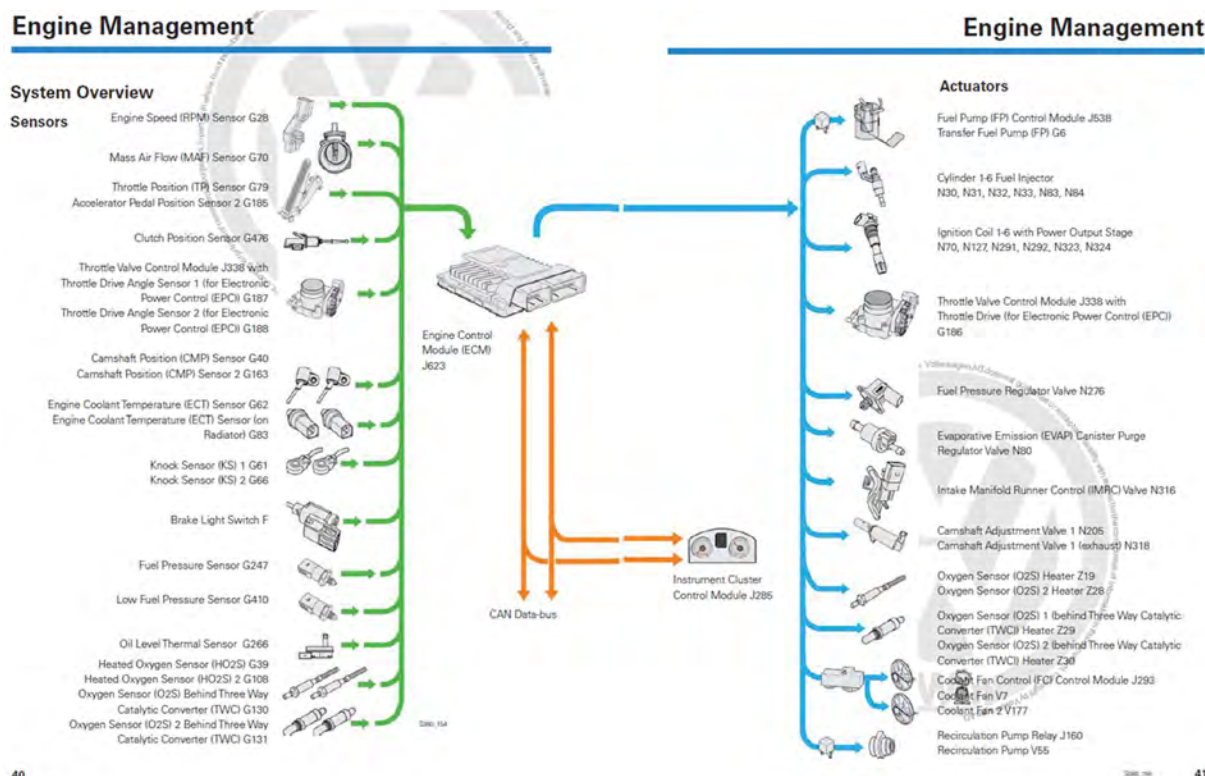 Engine Management
System Overview
Sensors
Engine Speed (RPM) Sensor G28
Mass Air Flow (MAF) Sensor G70
Throttle Position (TP) Sensor G79
Accelerator Pedal Position Sensor 2 G185
Clutch Position Sensor G476
Throttle Valve Control Module J338 with
Throttle Drive Angle Sensor 1 (for Electronic
Power Control (EPC)) G187
Throttle Drive Angle Sensor 2 (for Electronic
Power Control (EPC)) G188
Camshaft Position (CMP) Sensor G40
Camshaft Position (CMP) Sensor 2 G163
Engine Coolant Temperature (ECT) Sensor G62
Engine Coolant Temperature (ECT) Sensor (on
Radiator) G83
Knock Sensor (KS) 1 G61
Knock Sensor (KS) 2 G66
Brake Light Switch F
Fuel Pressure Sensor G247
Low Fuel Pressure Sensor G410
Oil Level Thermal Sensor G266
Heated Oxygen Sensor (HO2S) G39
Heated Oxygen Sensor (HO2S) 2 G108
Oxygen Sensor (O2S) Behind Three Way
Catalytic Converter (TWC) G130
Oxygen Sensor (O2S) 2 Behind Three Way
Catalytic Converter (TWC) G131
40
Engine Control
Module (ECM)
J623
CAN Data-bus
Instrument Cluster
Control Module J285
Engine Management
Actuators
Fuel Pump (FP) Control Module J538
Transfer Fuel Pump (FP) G6
Cylinder 1-6 Fuel Injector
N30, N31, N32, N33, N83, N84
Ignition Coil 1-6 with Power Output Stage
N70, N127, N291, N292, N323, N324
Throttle Valve Control Module J338 with
Throttle Drive (for Electronic Power Control (EPC))
G186
Fuel Pressure Regulator Valve N276
Evaporative Emission (EVAP) Canister Purge
Regulator Valve N80
Intake Manifold Runner Control (IMRC) Valve N316
Camshaft Adjustment Valve 1 N205
Camshaft Adjustment Valve 1 (exhaust) N318
Oxygen Sensor (O2S) Heater Z19
Oxygen Sensor (O2S) 2 Heater Z28
Oxygen Sensor (O2S) 1 (behind Three Way Catalytic
Converter (TWC)) Heater Z29
Oxygen Sensor (O2S) 2 (behind Three Way Catalytic
Converter (TWC)) Heater Z30
Coolant Fan Control (FC) Control Module J293
Coolant Fan V7
Coolant Fan 2 V177
Recirculation Pump Relay J160
Recirculation Pump V55
41